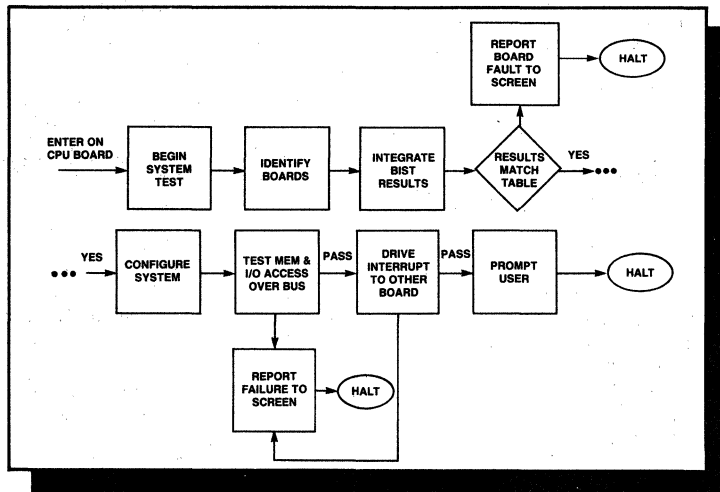 REPORT
BOARD
FAULT TO
SCREEN
HALT
ENTER ON
CPU BOARD
BEGIN
SYSTEM
TEST
IDENTIFY
BOARDS
INTEGRATE
BIST
RESULTS
RESULTS
MATCH
TABLE
YES
•••
•••
YES
CONFIGURE
SYSTEM
TEST MEM &
I/O ACCESS
OVER BUS
PASS
DRIVE
INTERRUPT
TO OTHER
BOARD
PASS
PROMPT
USER
HALT
REPORT
FAILURE TO
SCREEN
HALT